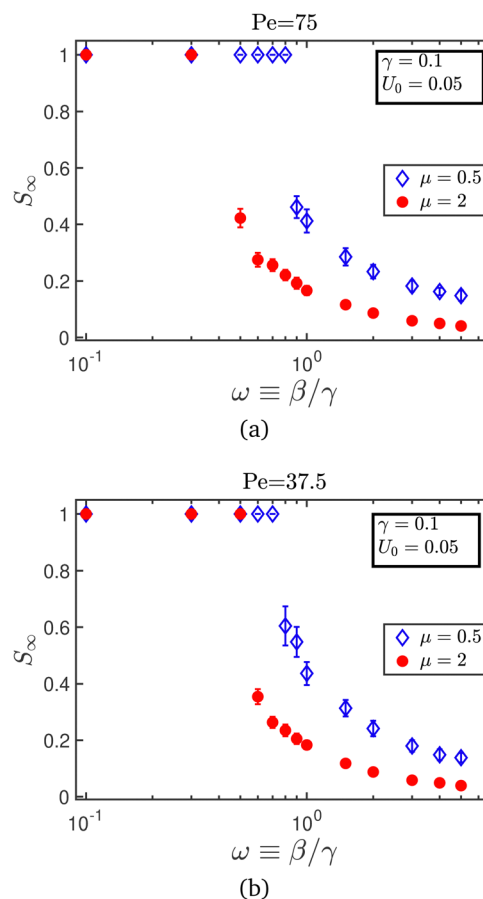 Pe=75
1
γ = 0.1
U₀ = 0.05
0.8
0.6
S∞
μ = 0.5
μ = 2
0.4
0.2
0
10⁻¹
10⁰
ω ≡ β/γ
(a)
Pe=37.5
1
γ = 0.1
U₀ = 0.05
0.8
0.6
S∞
μ = 0.5
μ = 2
0.4
0.2
0
10⁻¹
10⁰
ω ≡ β/γ
(b)